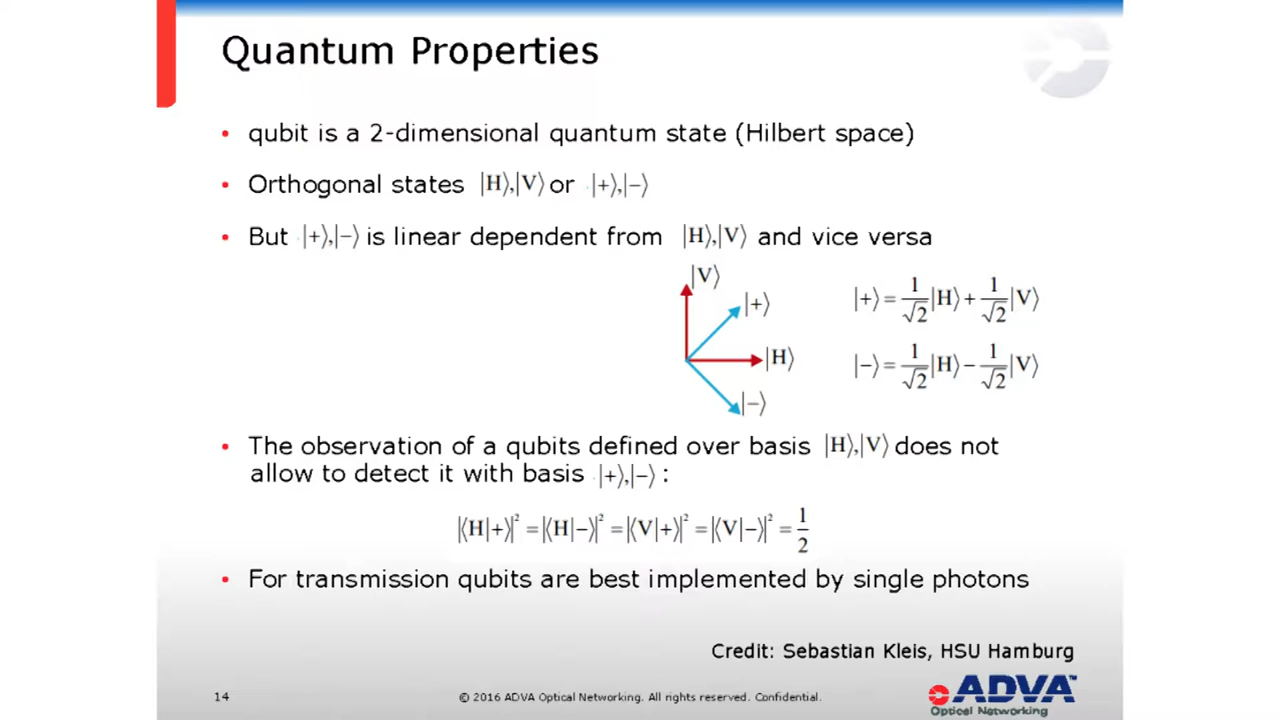 Quantum Properties
• qubit is a 2-dimensional quantum state (Hilbert space)
• Orthogonal states |H⟩,|V⟩ or |+⟩,|−⟩
• But |+⟩,|−⟩ is linear dependent from |H⟩,|V⟩ and vice versa
|V⟩
|+⟩
|H⟩
|−⟩
|+⟩ = 1/√2 |H⟩ + 1/√2 |V⟩
|−⟩ = 1/√2 |H⟩ − 1/√2 |V⟩
• The observation of a qubits defined over basis |H⟩,|V⟩ does not
allow to detect it with basis |+⟩,|−⟩ :
|⟨H|+⟩|² = |⟨H|−⟩|² = |⟨V|+⟩|² = |⟨V|−⟩|² = 1/2
• For transmission qubits are best implemented by single photons
Credit: Sebastian Kleis, HSU Hamburg
14
© 2016 ADVA Optical Networking. All rights reserved. Confidential.
ADVA™
Optical Networking